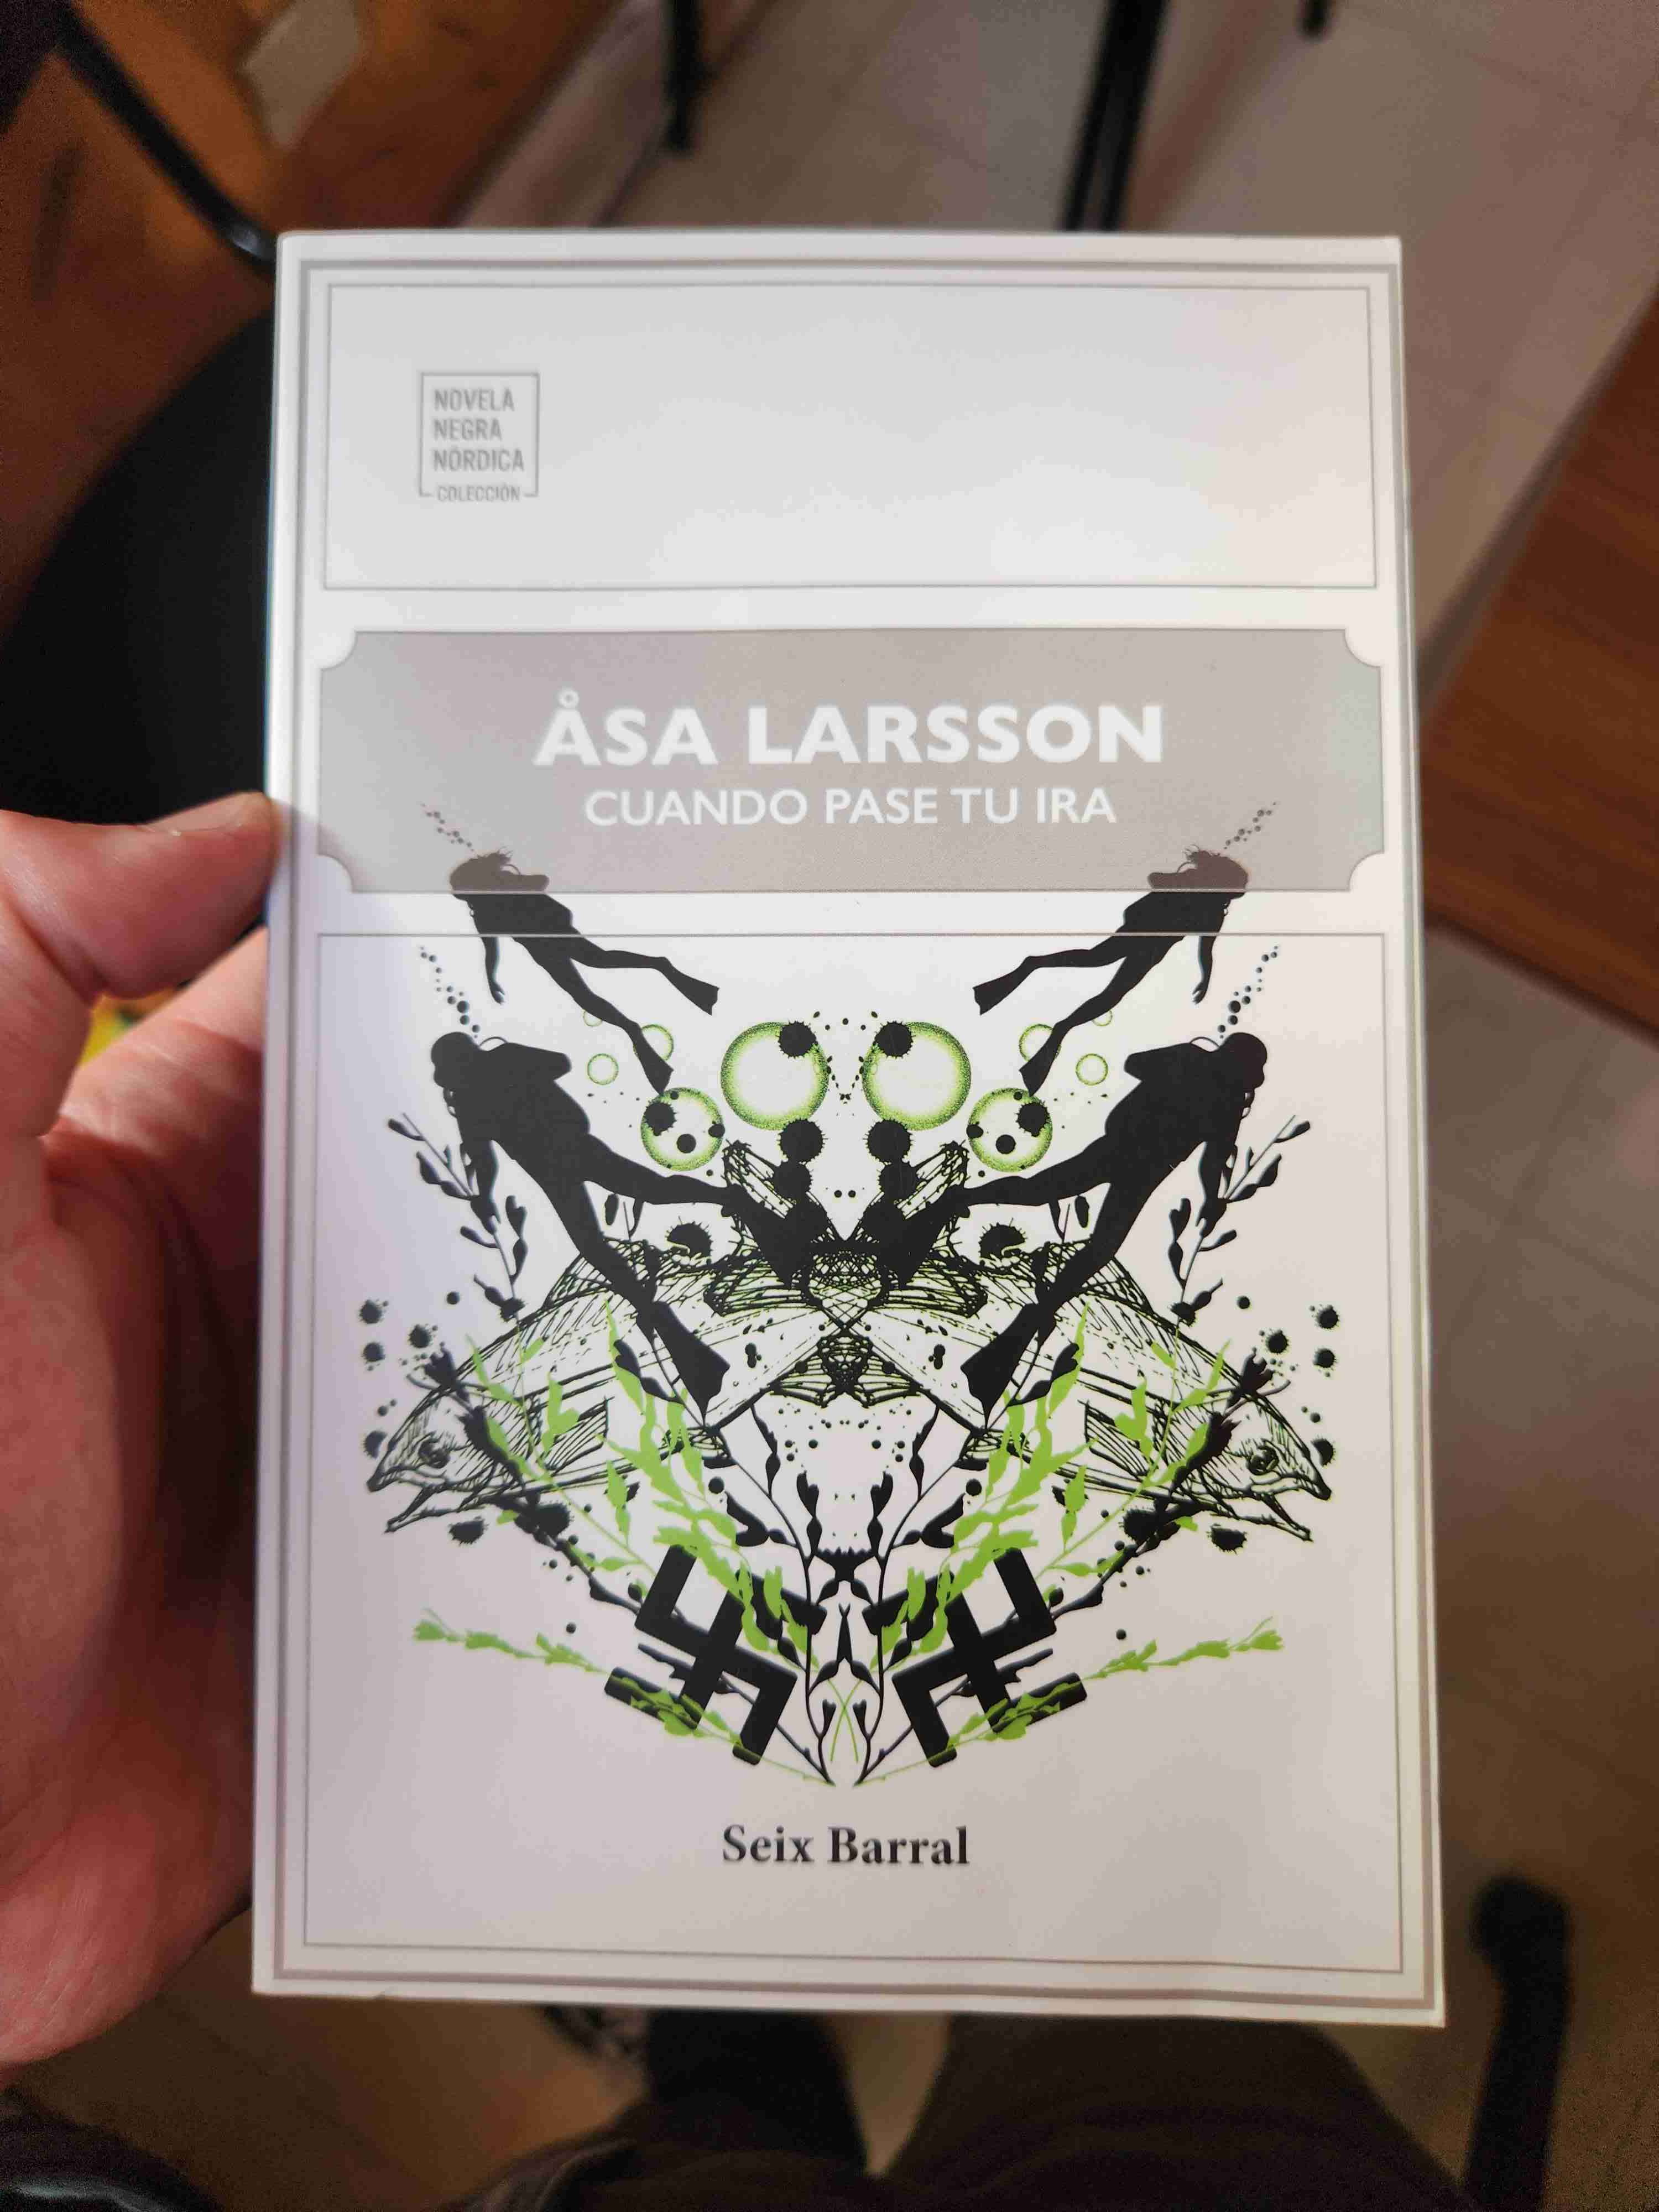 NOVELA
NEGRA
NÓRDICA
COLECCIÓN
ÅSA LARSSON
CUANDO PASE TU IRA
Seix Barral